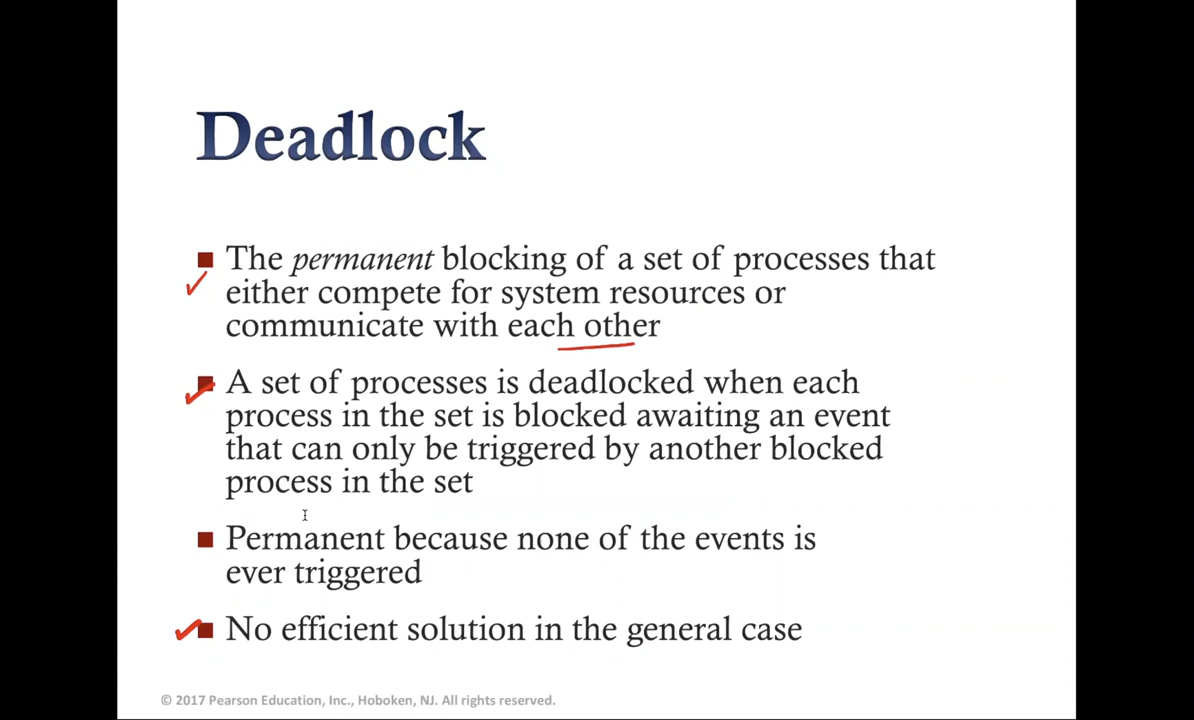 Deadlock
■ The permanent blocking of a set of processes that
either compete for system resources or
communicate with each other
■ A set of processes is deadlocked when each
process in the set is blocked awaiting an event
that can only be triggered by another blocked
process in the set
■ Permanent because none of the events is
ever triggered
■ No efficient solution in the general case
© 2017 Pearson Education, Inc., Hoboken, NJ. All rights reserved.